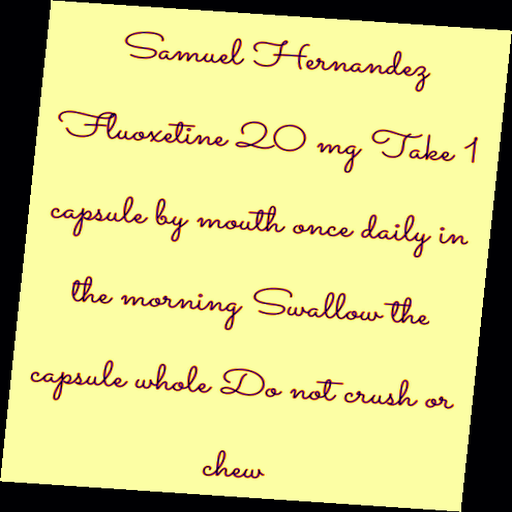 Samuel Hernandez
Fluoxetine 20 mg Take 1
capsule by mouth once daily in
the morning Swallow the
capsule whole Do not crush or
chew